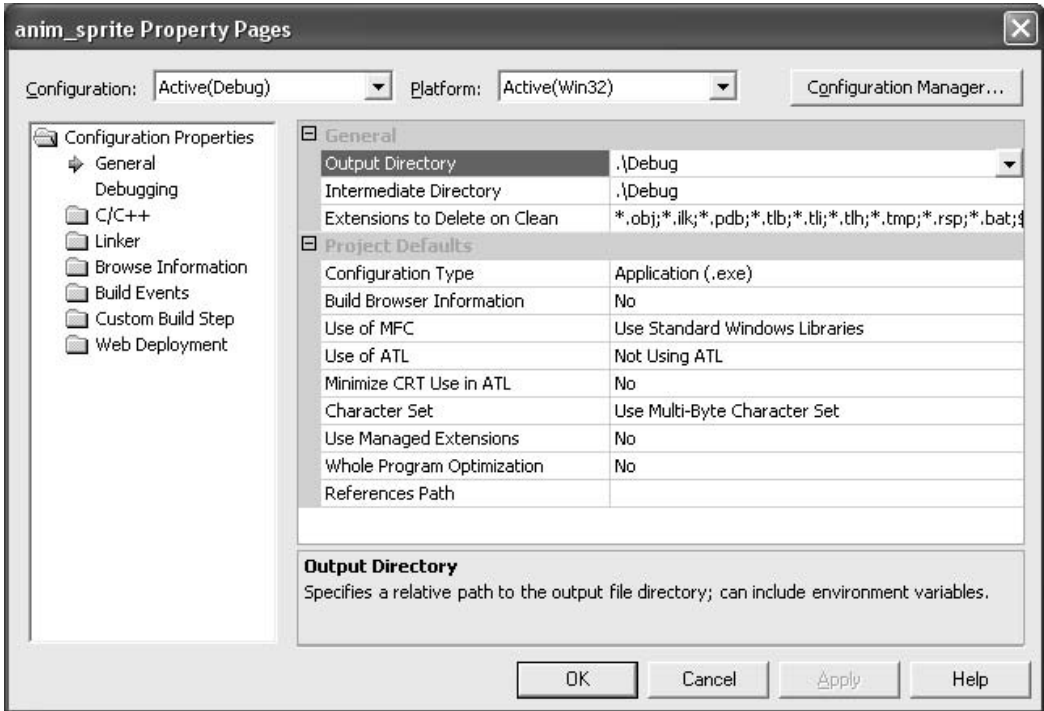 anim_sprite Property Pages
Configuration: Active(Debug) Platform: Active(Win32) Configuration Manager...
Configuration Properties
General
Debugging
C/C++
Linker
Browse Information
Build Events
Custom Build Step
Web Deployment
General
Output Directory .\Debug
Intermediate Directory .\Debug
Extensions to Delete on Clean *.obj;*.ilk;*.pdb;*.tlb;*.tli;*.tlh;*.tmp;*.rsp;*.bat;$
Project Defaults
Configuration Type Application (.exe)
Build Browser Information No
Use of MFC Use Standard Windows Libraries
Use of ATL Not Using ATL
Minimize CRT Use in ATL No
Character Set Use Multi-Byte Character Set
Use Managed Extensions No
Whole Program Optimization No
References Path
Output Directory
Specifies a relative path to the output file directory; can include environment variables.
OK Cancel Apply Help